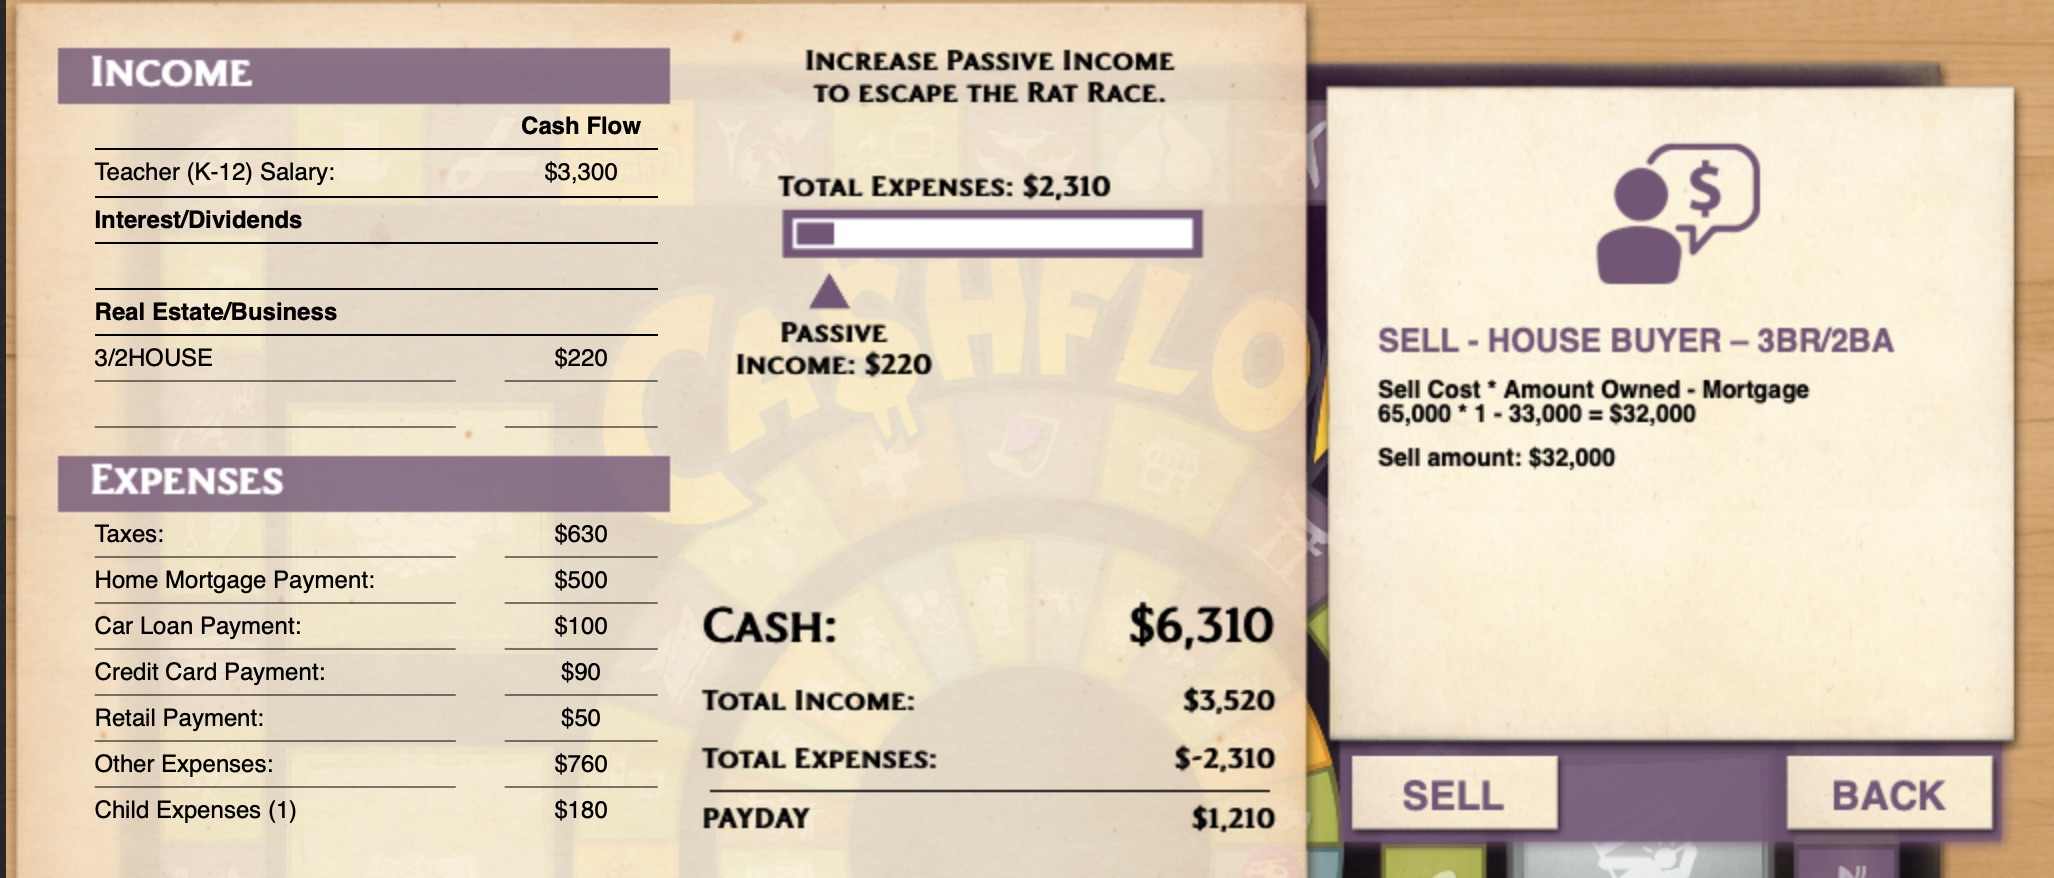 INCOME
Cash Flow
Teacher (K-12) Salary: $3,300
Interest/Dividends
Real Estate/Business
3/2HOUSE $220
EXPENSES
Taxes: $630
Home Mortgage Payment: $500
Car Loan Payment: $100
Credit Card Payment: $90
Retail Payment: $50
Other Expenses: $760
Child Expenses (1) $180
INCREASE PASSIVE INCOME
TO ESCAPE THE RAT RACE.
TOTAL EXPENSES: $2,310
PASSIVE
INCOME: $220
CASHFLO
CASH: $6,310
TOTAL INCOME: $3,520
TOTAL EXPENSES: $-2,310
PAYDAY $1,210
$
SELL - HOUSE BUYER – 3BR/2BA
Sell Cost * Amount Owned - Mortgage
65,000 * 1 - 33,000 = $32,000
Sell amount: $32,000
SELL
BACK